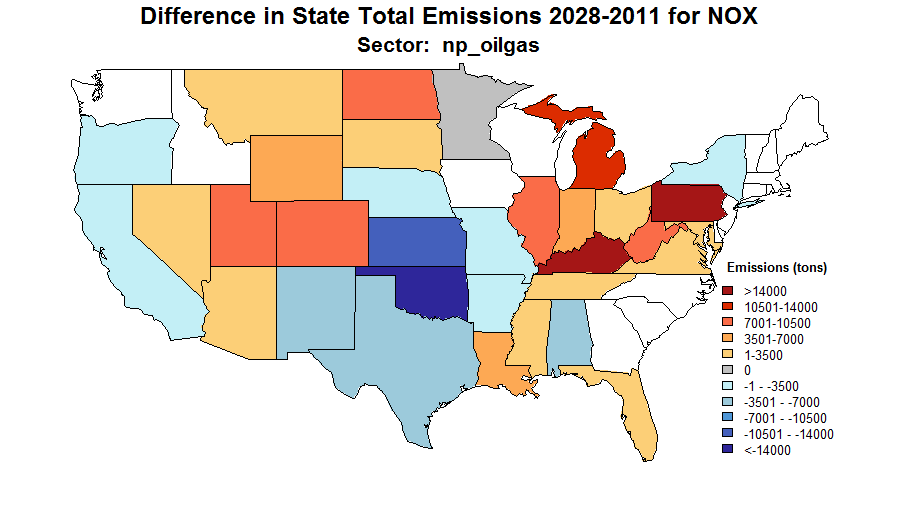 Difference in State Total Emissions 2028-2011 for NOX
Sector: np_oilgas
Emissions (tons)
>14000
10501-14000
7001-10500
3501-7000
1-3500
0
-1 - -3500
-3501 - -7000
-7001 - -10500
-10501 - -14000
<-14000